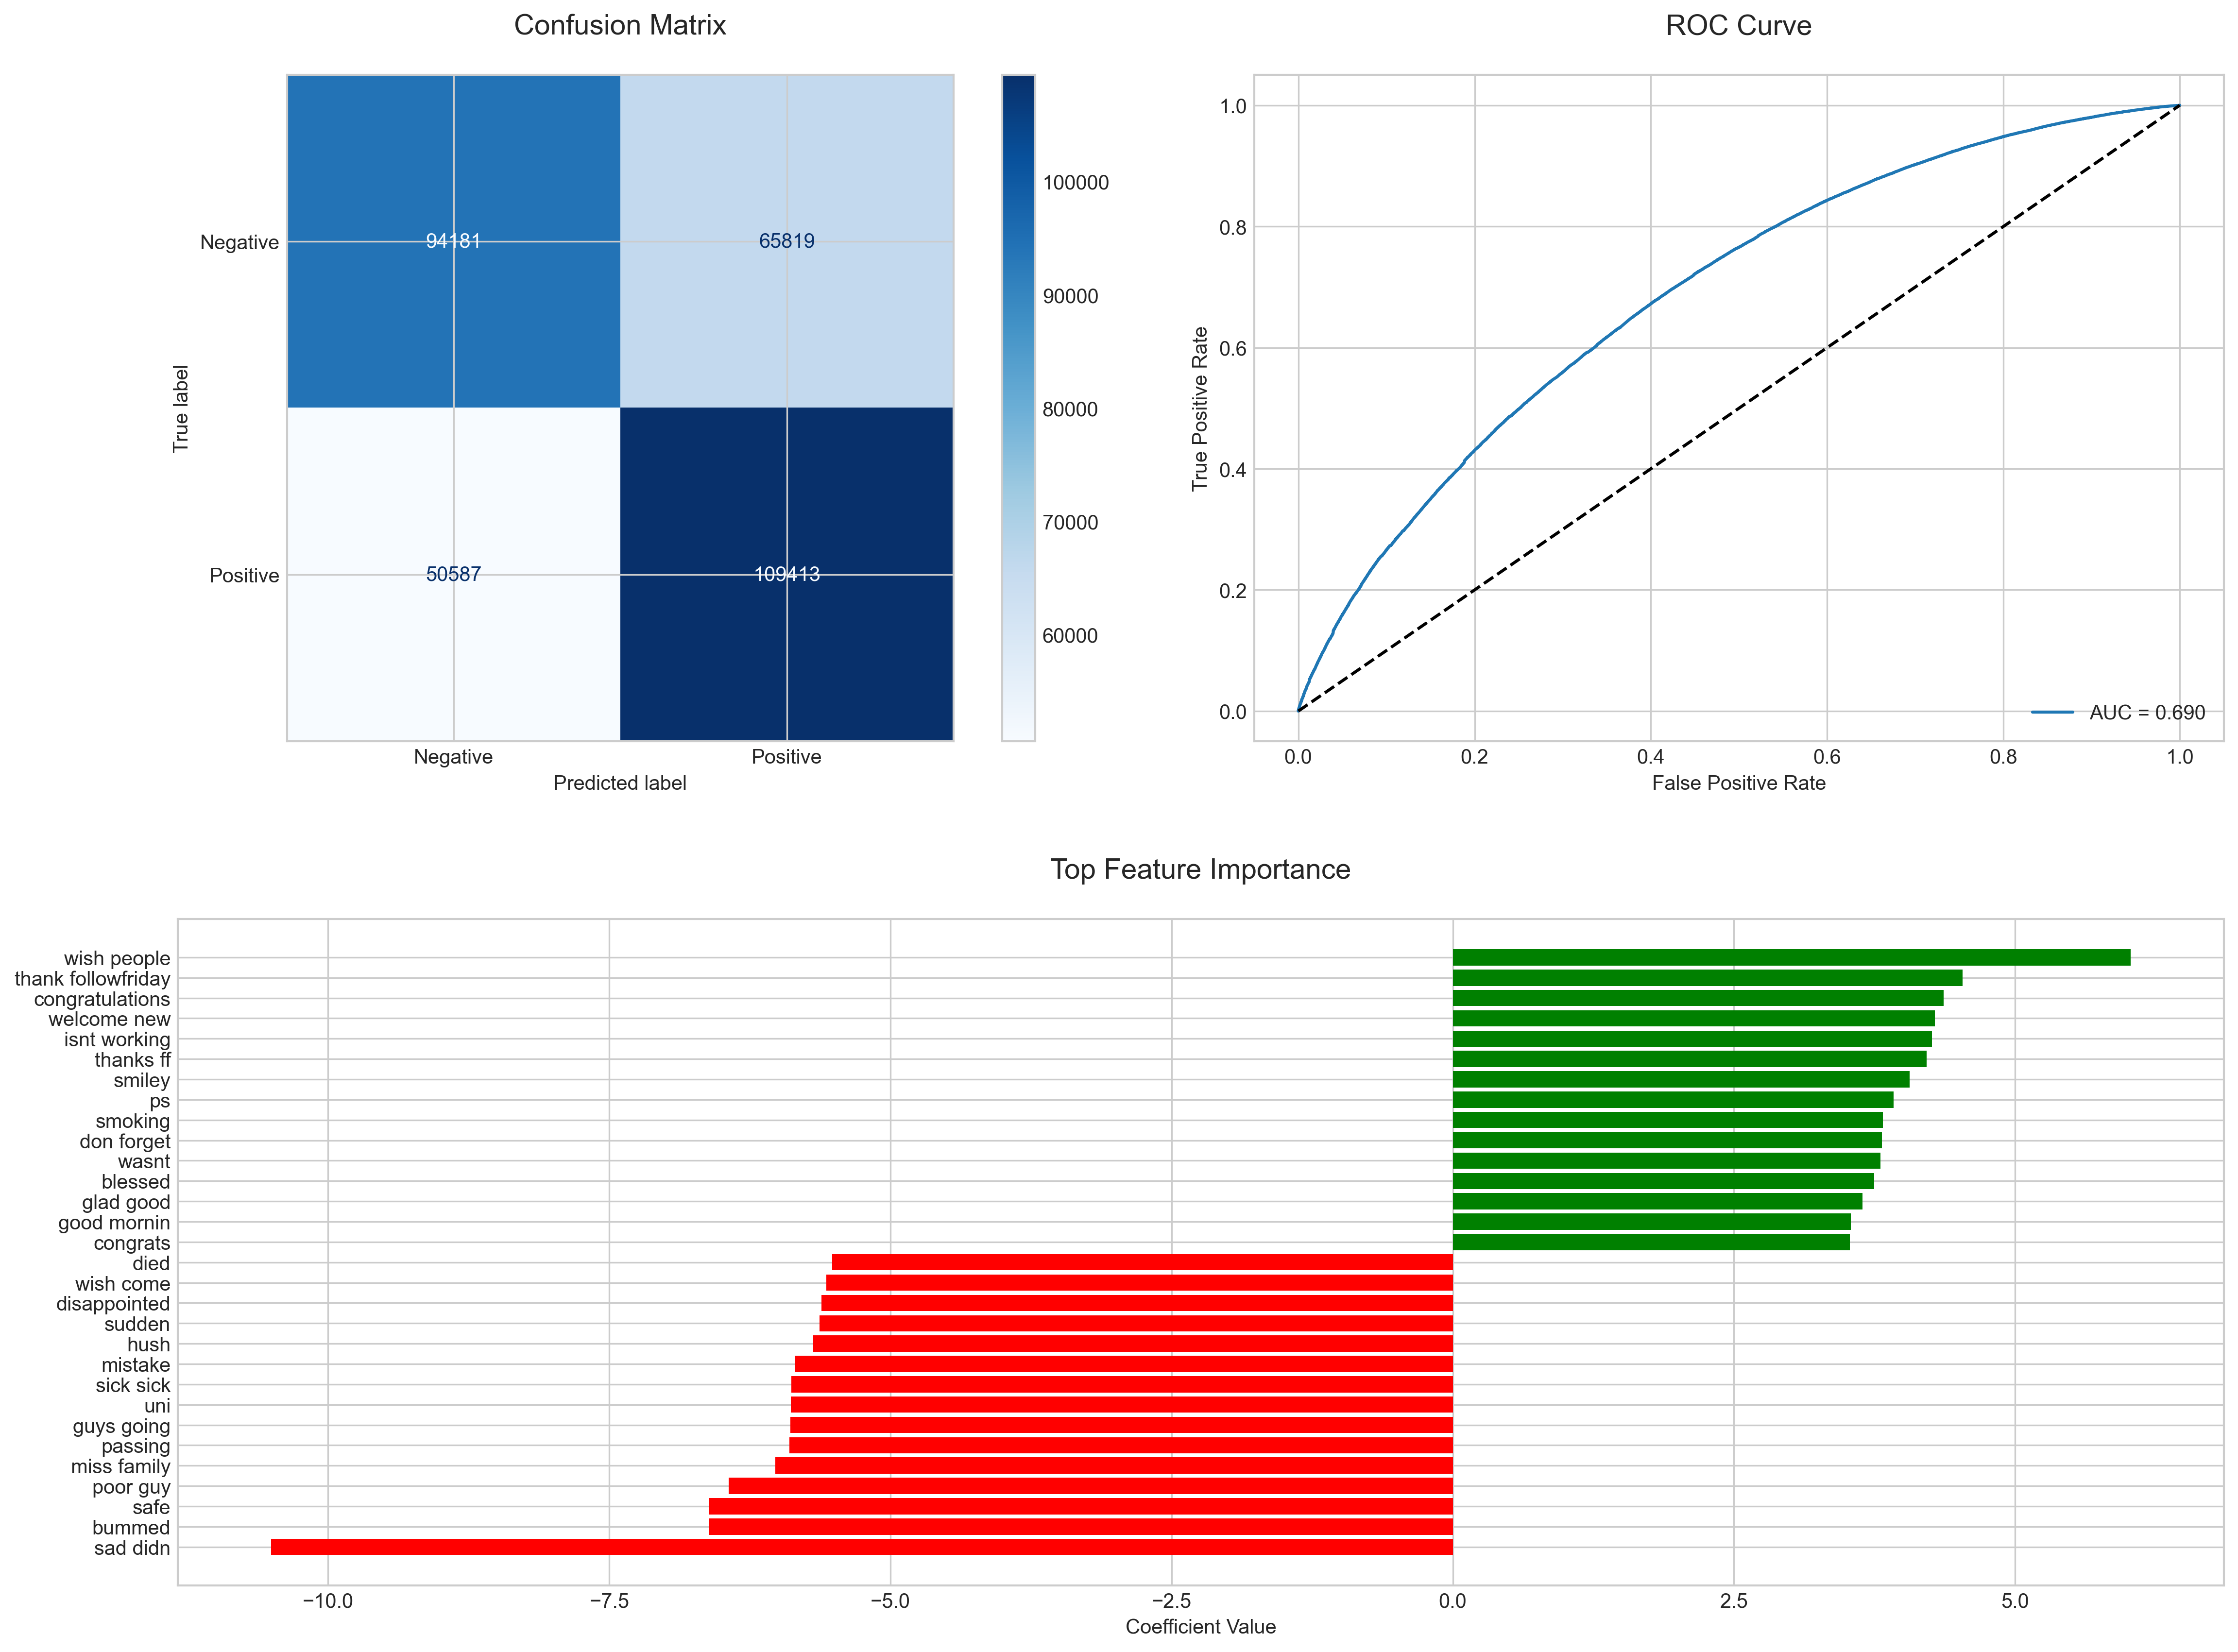 Confusion Matrix
Negative
Positive
True label
94181
65819
50587
109413
Negative
Positive
Predicted label
100000
90000
80000
70000
60000
ROC Curve
True Positive Rate
1.0
0.8
0.6
0.4
0.2
0.0
AUC = 0.690
0.0
0.2
0.4
0.6
0.8
1.0
False Positive Rate
Top Feature Importance
wish people
thank followfriday
congratulations
welcome new
isnt working
thanks ff
smiley
ps
smoking
don forget
wasnt
blessed
glad good
good mornin
congrats
died
wish come
disappointed
sudden
hush
mistake
sick sick
uni
guys going
passing
miss family
poor guy
safe
bummed
sad didn
−10.0
−7.5
−5.0
−2.5
0.0
2.5
5.0
Coefficient Value